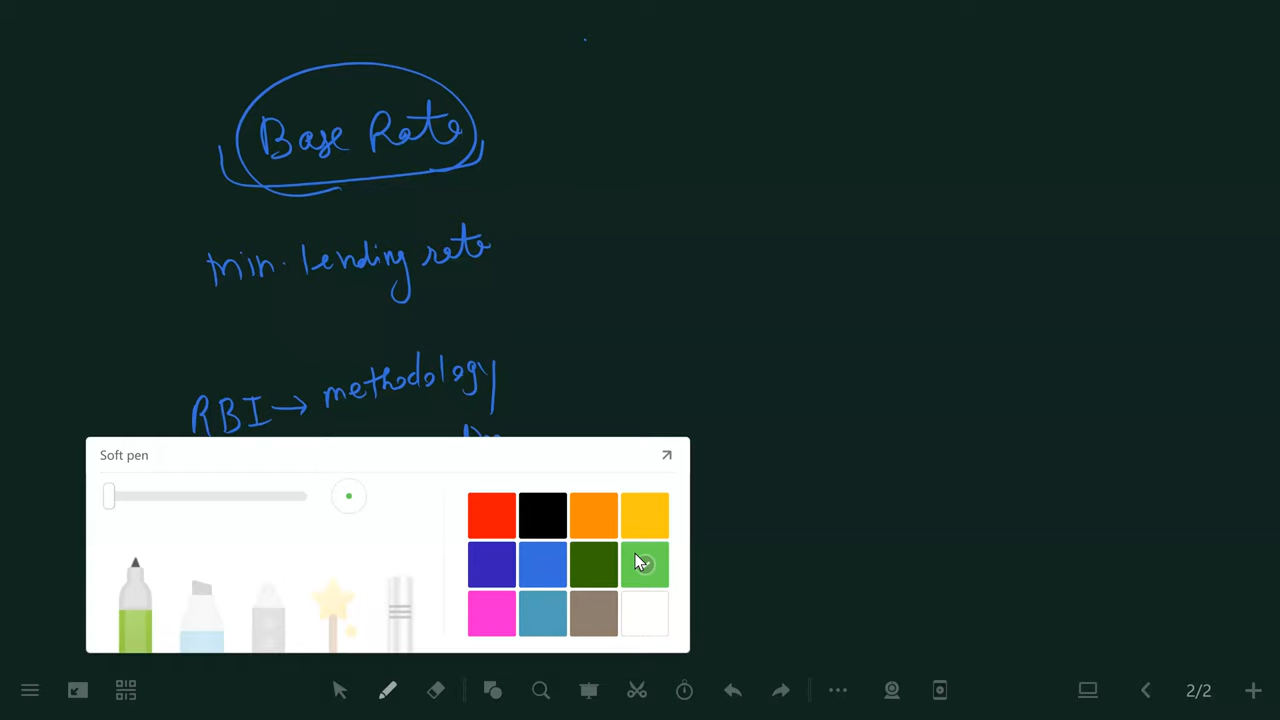 Base Rate
min. lending rate
RBI → methodology
Soft pen
2/2